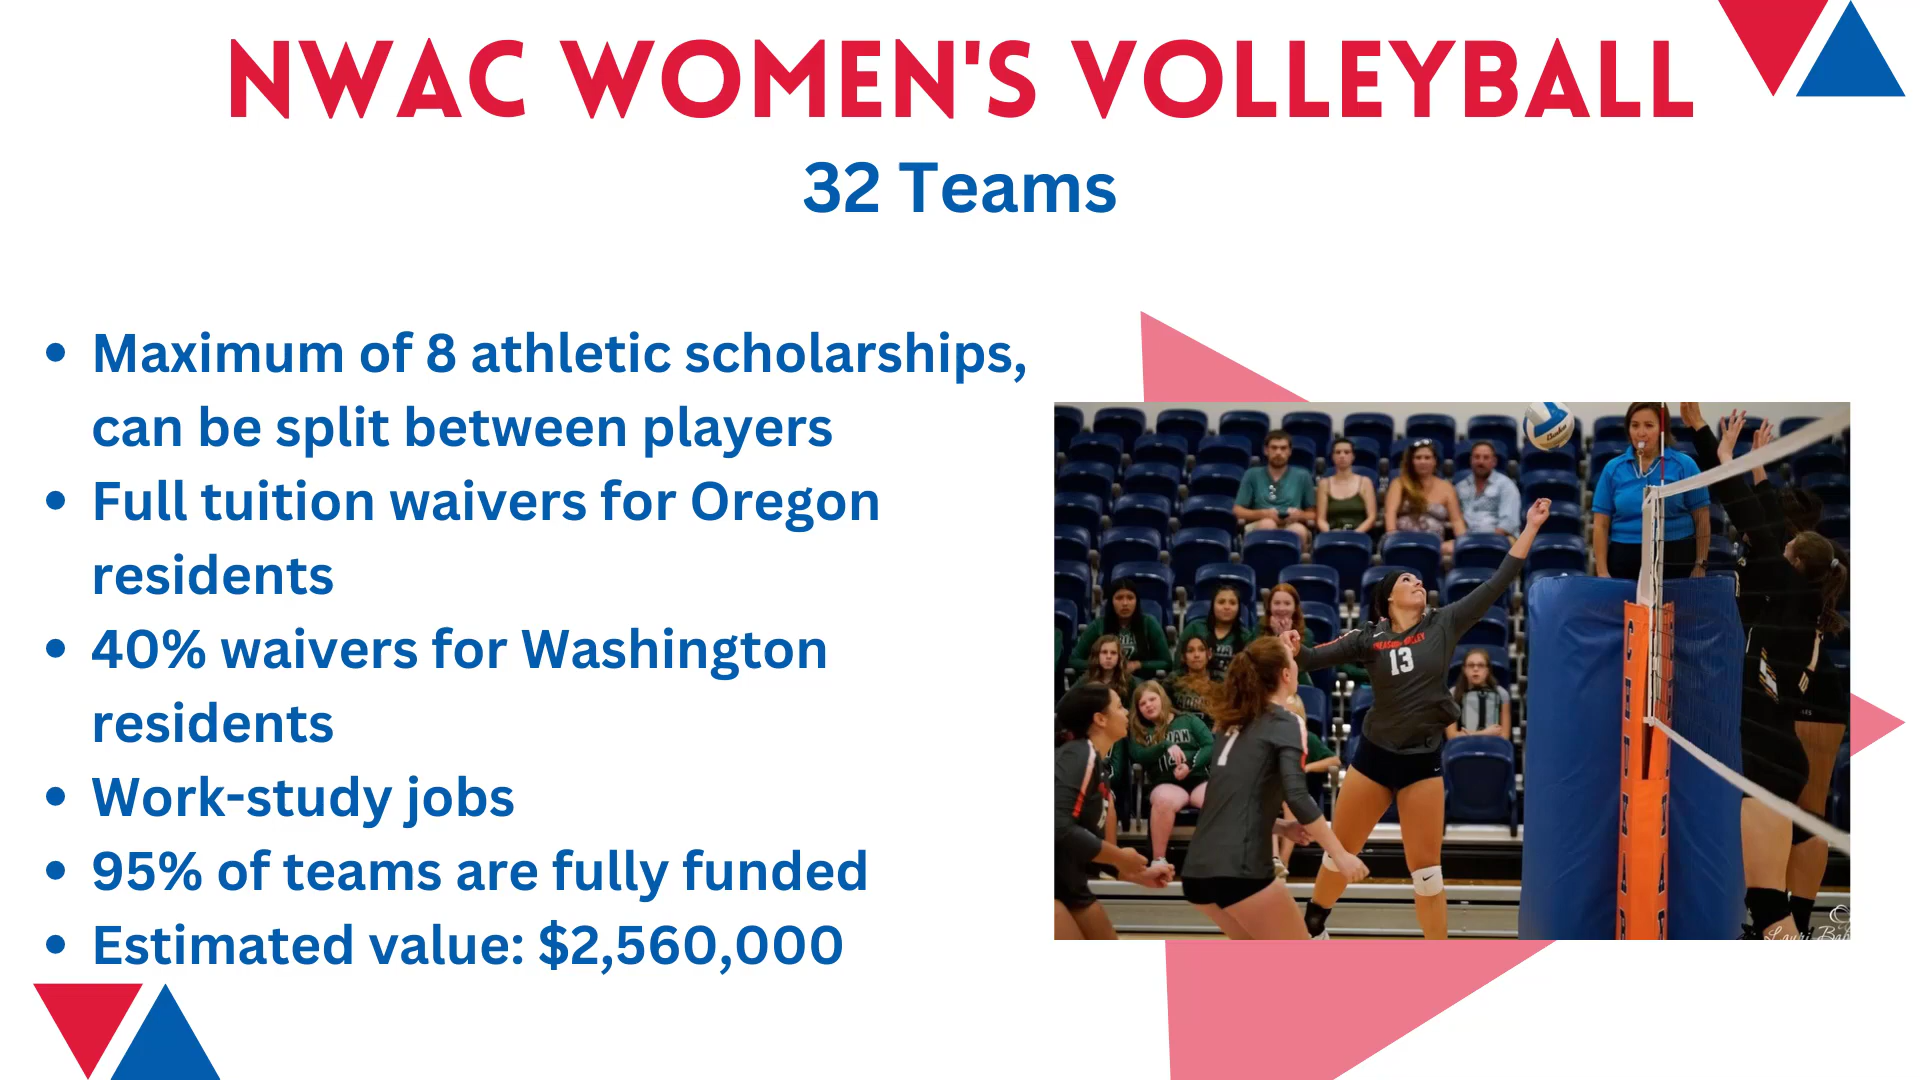 NWAC WOMEN'S VOLLEYBALL
32 Teams
• Maximum of 8 athletic scholarships,
can be split between players
• Full tuition waivers for Oregon
residents
• 40% waivers for Washington
residents
• Work-study jobs
• 95% of teams are fully funded
• Estimated value: $2,560,000
13
1